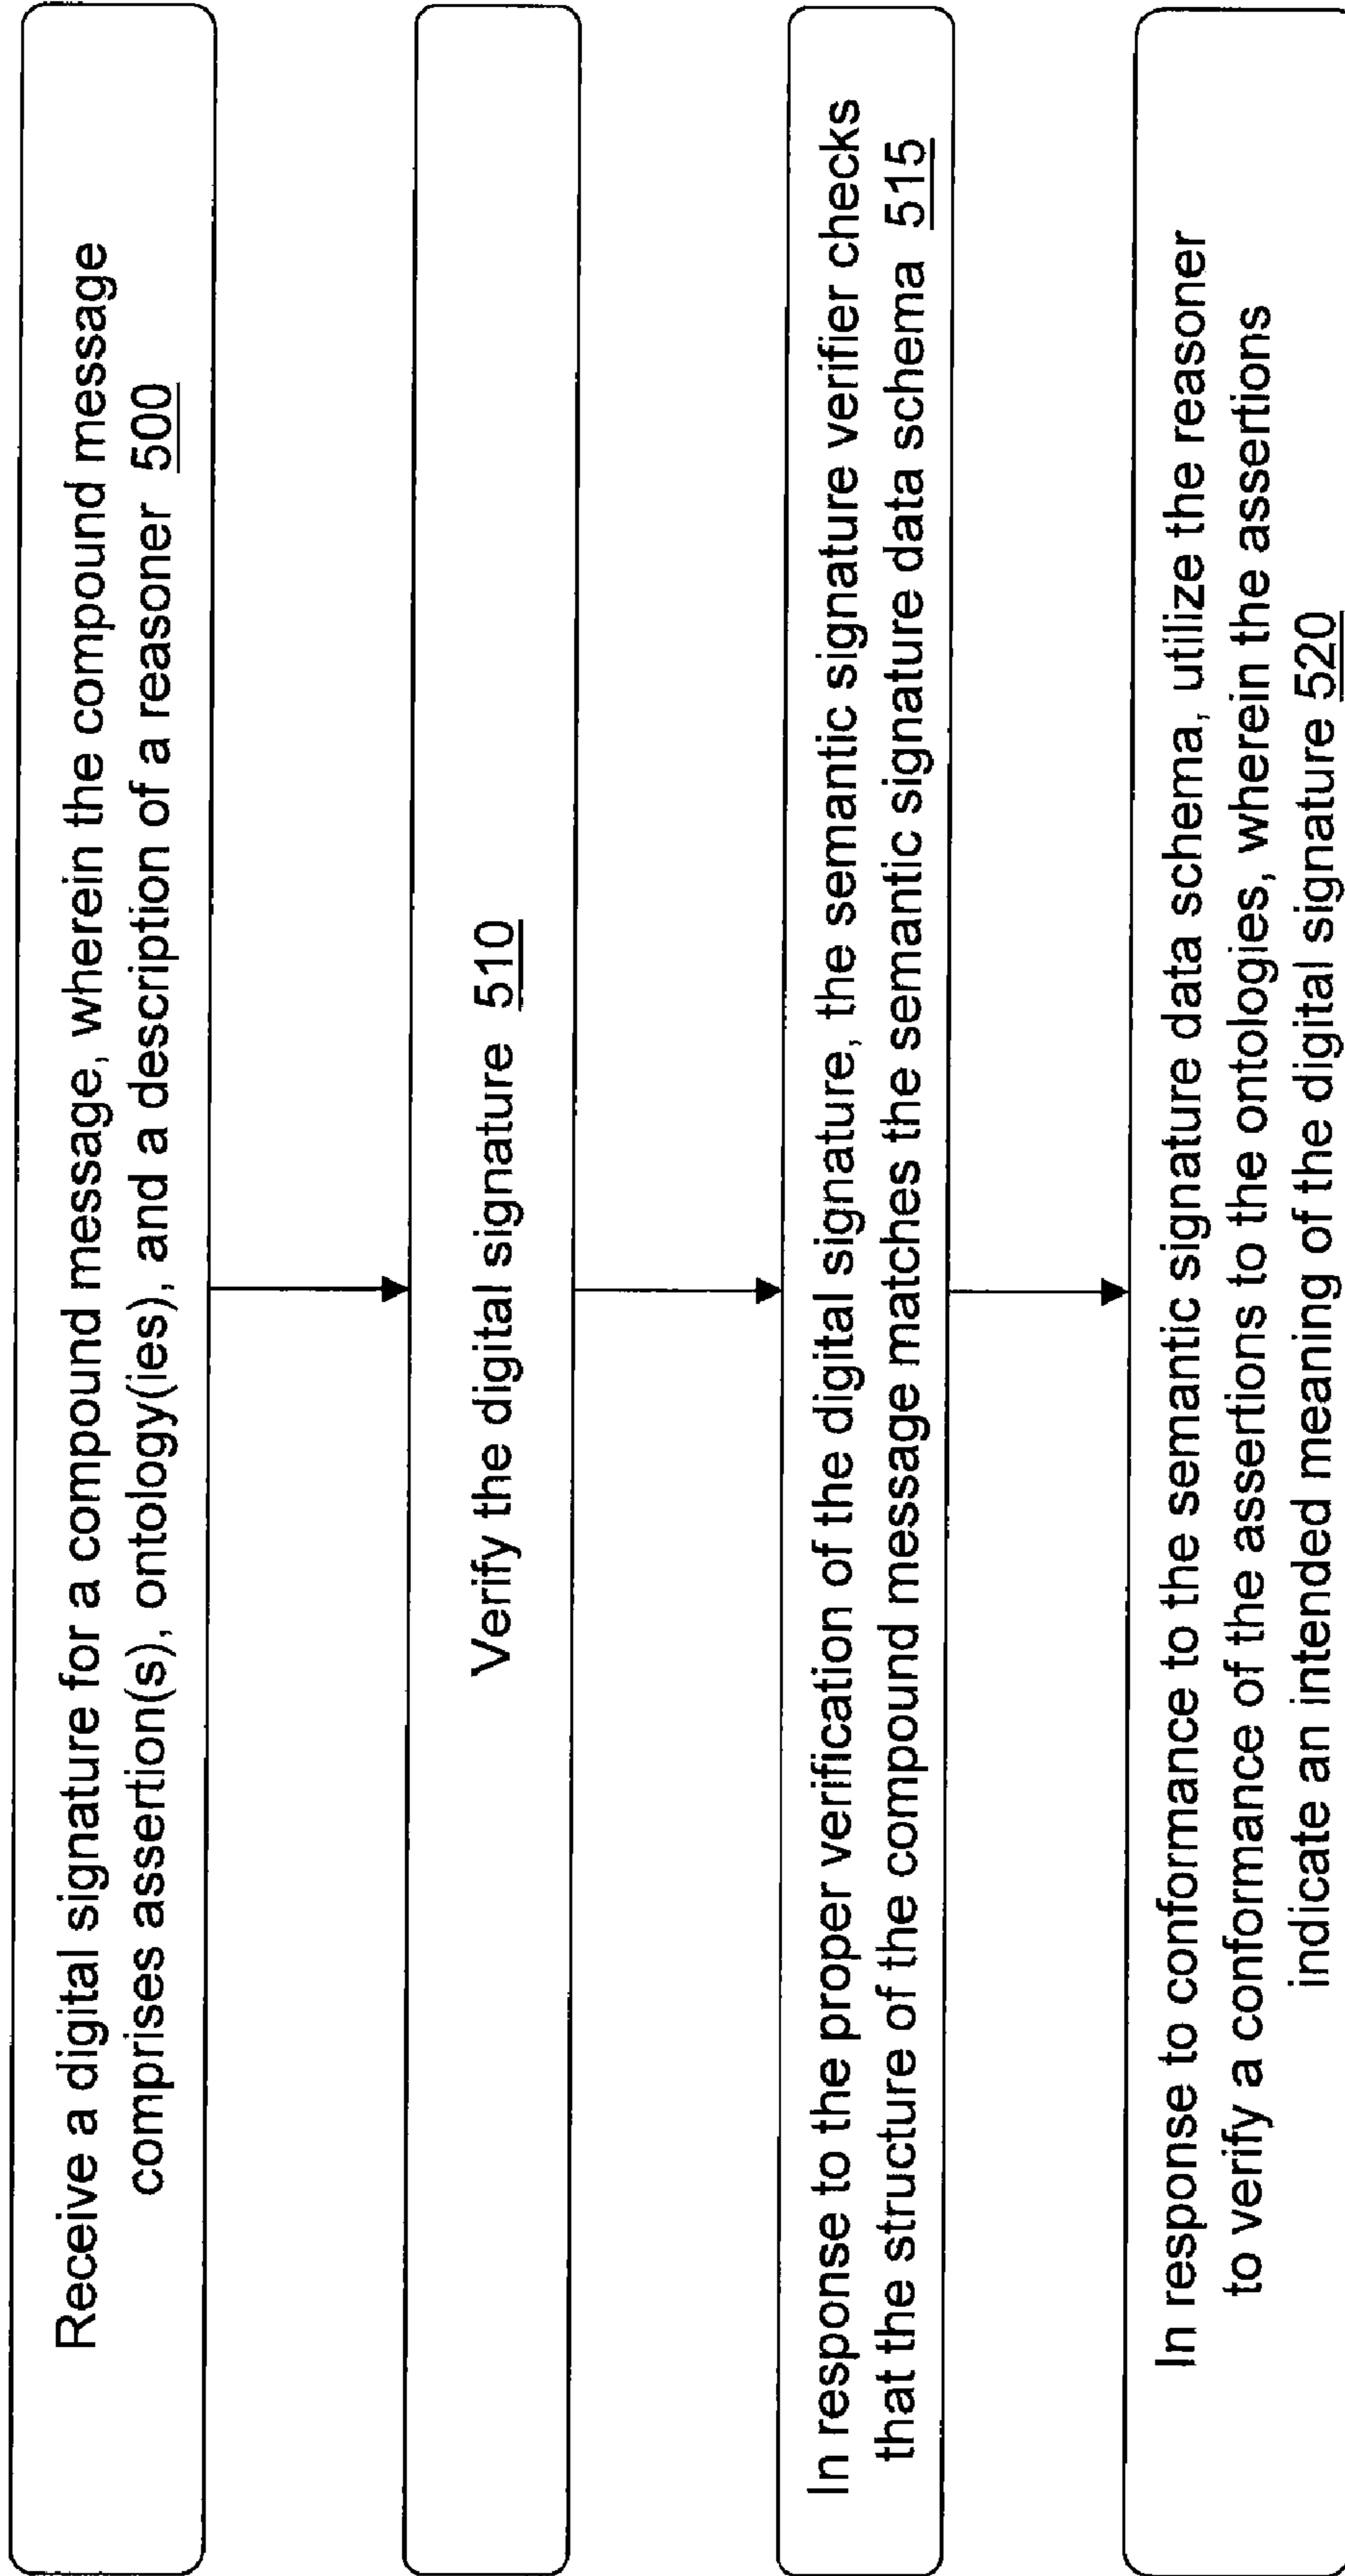 Receive a digital signature for a compound message, wherein the compound message
comprises assertion(s), ontology(ies), and a description of a reasoner 500
Verify the digital signature 510
In response to the proper verification of the digital signature, the semantic signature verifier checks
that the structure of the compound message matches the semantic signature data schema 515
In response to conformance to the semantic signature data schema, utilize the reasoner
to verify a conformance of the assertions to the ontologies, wherein the assertions
indicate an intended meaning of the digital signature 520